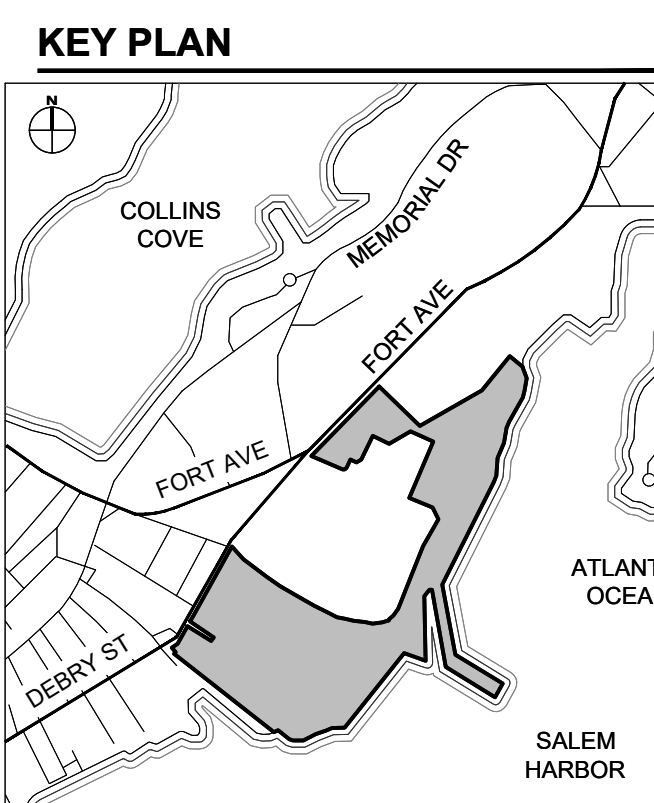 KEY PLAN
N
COLLINS
COVE
MEMORIAL DR
FORT AVE
FORT AVE
ATLANT
OCEA
DEBRY ST
SALEM
HARBOR